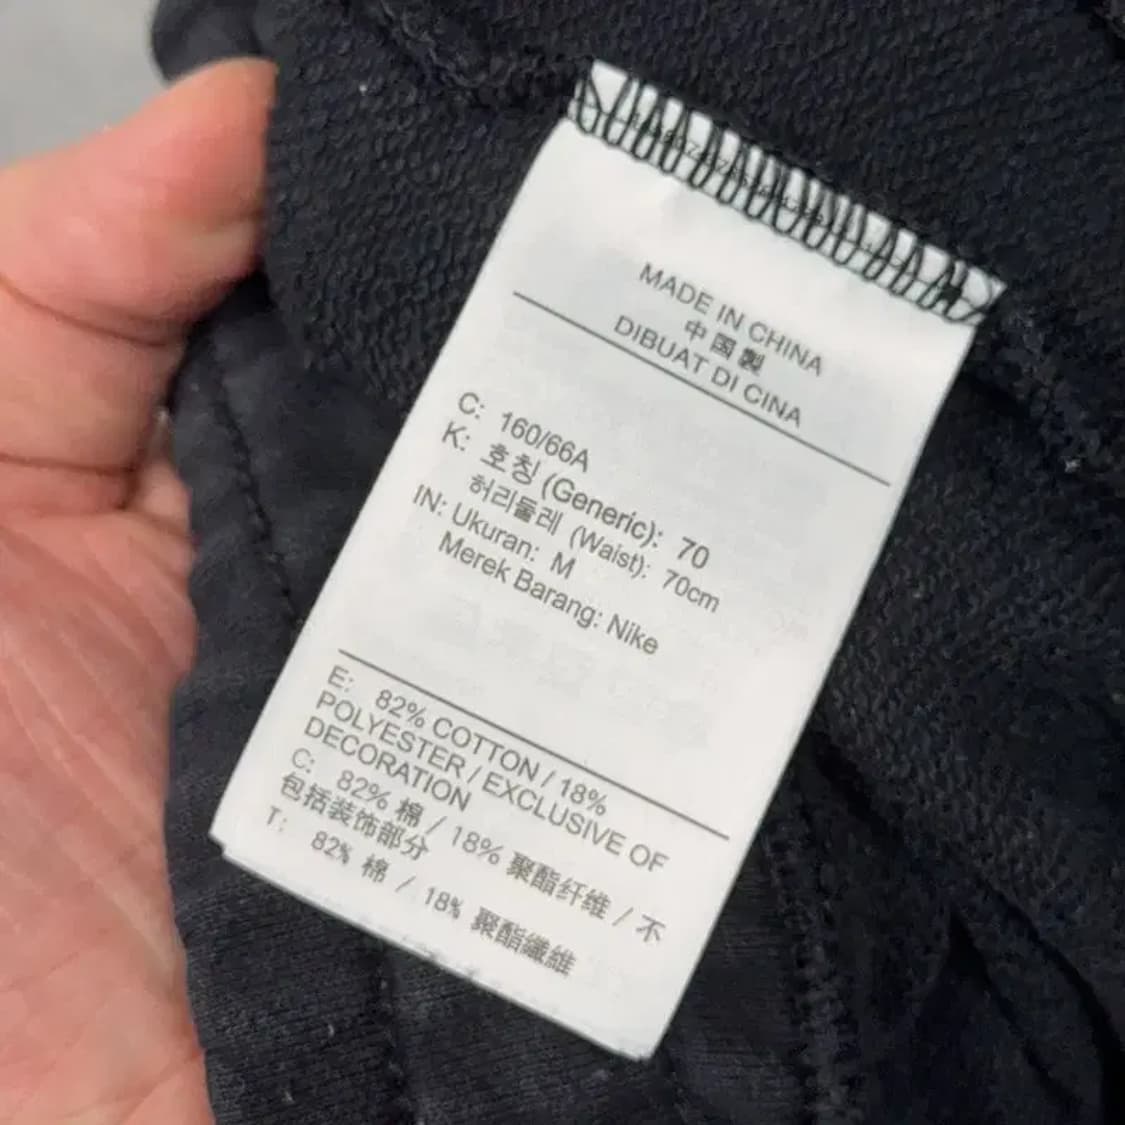 MADE IN CHINA
中国製
DIBUAT DI CINA
C: 160/66A
K: 호칭 (Generic): 70
허리둘레 (Waist): 70cm
IN: Ukuran: M
Merek Barang: Nike
E: 82% COTTON / 18%
POLYESTER / EXCLUSIVE OF
DECORATION
C: 82% 棉 / 18% 聚酯纤维 / 不
包括装饰部分
T: 82% 棉 / 18% 聚酯纖維